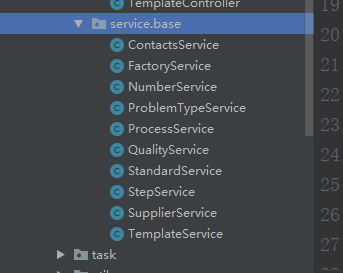 TemplateController
service.base
ContactsService
FactoryService
NumberService
ProblemTypeService
ProcessService
QualityService
StandardService
StepService
SupplierService
TemplateService
task
19
20
21
22
23
24
25
26
27
28